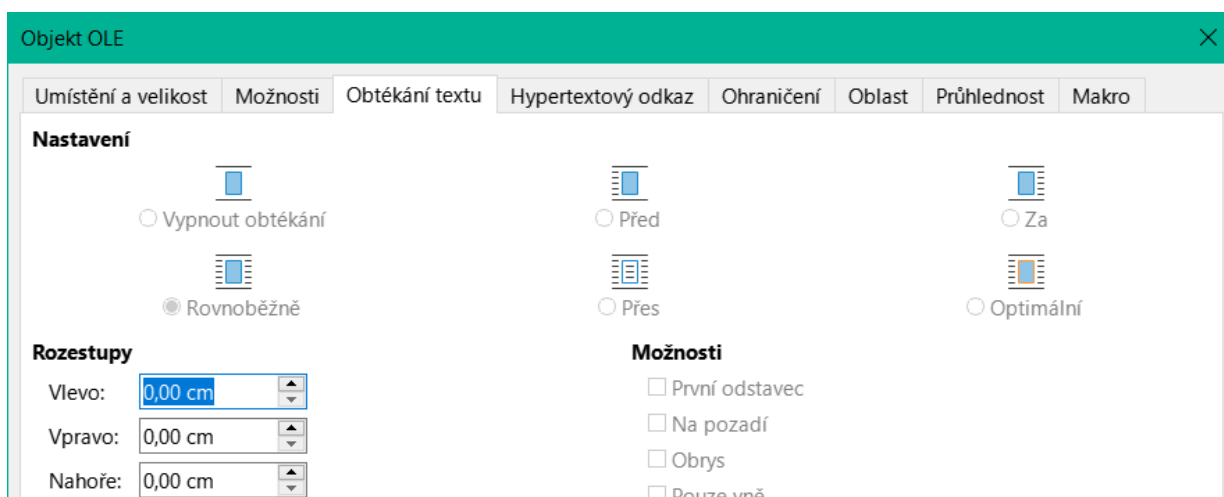 Objekt OLE
Umístění a velikost Možnosti Obtékání textu Hypertextový odkaz Ohraničení Oblast Průhlednost Makro
Nastavení
Vypnout obtékání Před Za
Rovnoběžně Přes Optimální
Rozestupy Možnosti
Vlevo: 0,00 cm První odstavec
Vpravo: 0,00 cm Na pozadí
Nahoře: 0,00 cm Obrys
Pouze vně